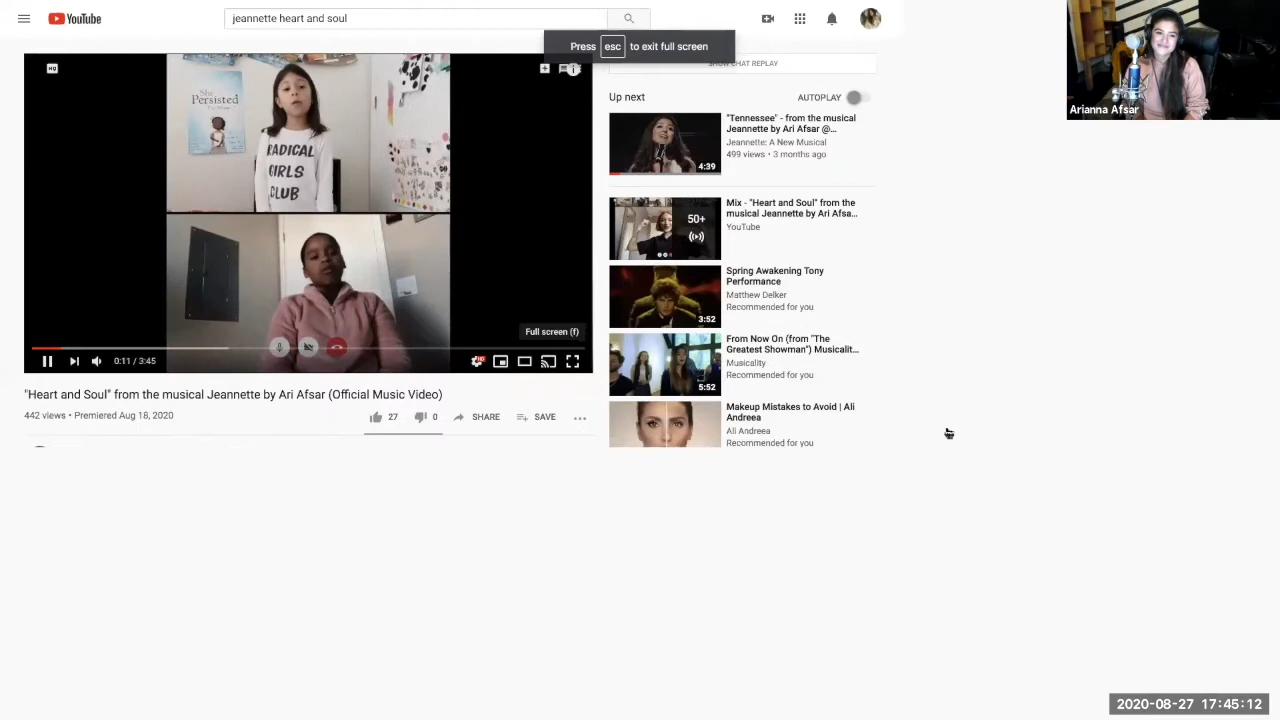 YouTube
jeannette heart and soul
Press esc to exit full screen
SHOW CHAT REPLAY
Arianna Afsar
HQ
She
Persisted
RADICAL
GIRLS
CLUB
Full screen (f)
0:11 / 3:45
HD
"Heart and Soul" from the musical Jeannette by Ari Afsar (Official Music Video)
442 views • Premiered Aug 18, 2020
27
0
SHARE
SAVE
Up next
AUTOPLAY
4:39
"Tennessee" - from the musical
Jeannette by Ari Afsar @...
Jeannette: A New Musical
499 views • 3 months ago
50+
Mix - "Heart and Soul" from the
musical Jeannette by Ari Afsa...
YouTube
3:52
Spring Awakening Tony
Performance
Matthew Delker
Recommended for you
5:52
From Now On (from "The
Greatest Showman") Musicalit...
Musicality
Recommended for you
Makeup Mistakes to Avoid | Ali
Andreea
Ali Andreea
Recommended for you
2020-08-27 17:45:12